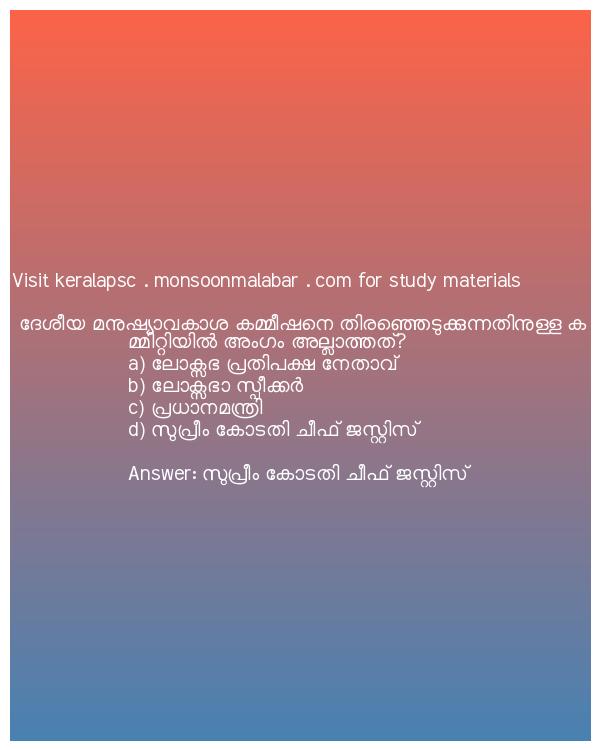 Visit keralapsc . monsoonmalabar . com for study materials
ദേശീയ മനുഷ്യാവകാശ കമ്മീഷനെ തിരഞ്ഞെടുക്കുന്നതിനുള്ള ക
മ്മിറ്റിയിൽ അംഗം അല്ലാത്തത്?
a) ലോക്സഭ പ്രതിപക്ഷ നേതാവ്
b) ലോക്സഭാ സ്പീക്കർ
c) പ്രധാനമന്ത്രി
d) സുപ്രീം കോടതി ചീഫ് ജസ്റ്റിസ്
Answer: സുപ്രീം കോടതി ചീഫ് ജസ്റ്റിസ്